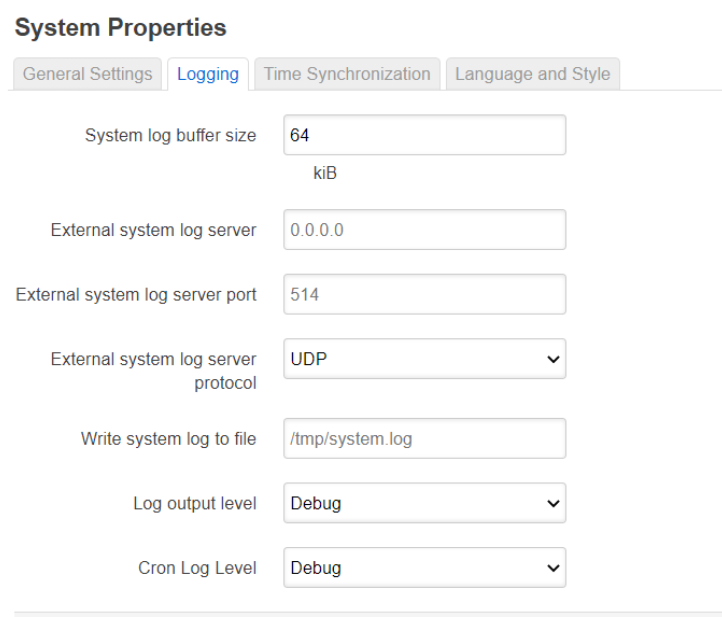 System Properties
General Settings Logging Time Synchronization Language and Style
System log buffer size 64
kiB
External system log server 0.0.0.0
External system log server port 514
External system log server UDP
protocol
Write system log to file /tmp/system.log
Log output level Debug
Cron Log Level Debug